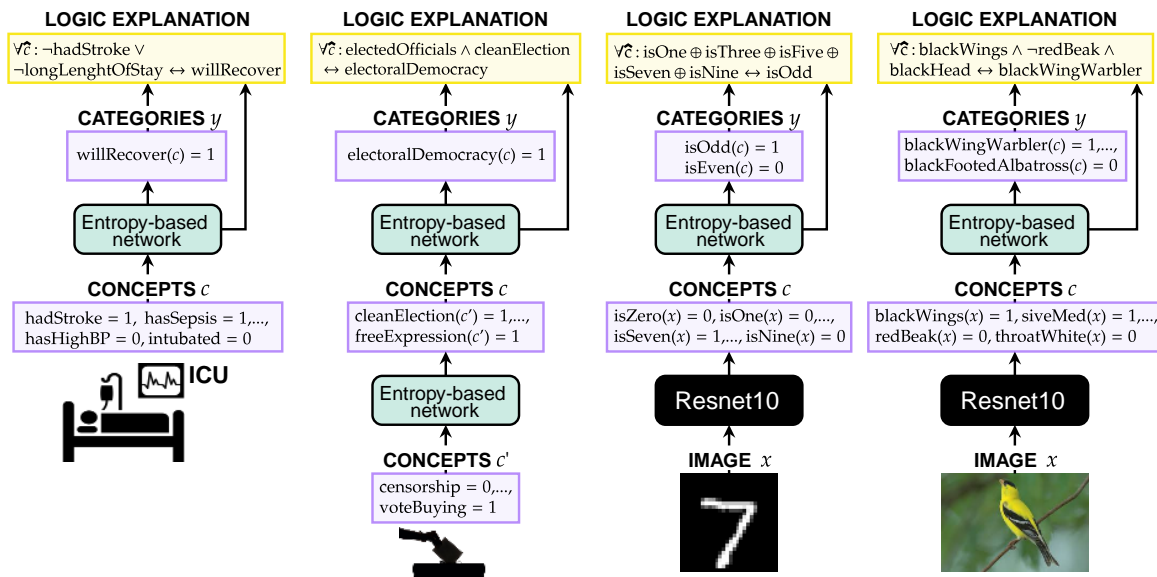 LOGIC EXPLANATION
∀ĉ : ¬hadStroke ∨
¬longLenghtOfStay ↔ willRecover
CATEGORIES y
willRecover(c) = 1
Entropy-based
network
CONCEPTS c
hadStroke = 1, hasSepsis = 1,...,
hasHighBP = 0, intubated = 0
ICU
LOGIC EXPLANATION
∀ĉ : electedOfficials ∧ cleanElection
↔ electoralDemocracy
CATEGORIES y
electoralDemocracy(c) = 1
Entropy-based
network
CONCEPTS c
cleanElection(c') = 1,...,
freeExpression(c') = 1
Entropy-based
network
CONCEPTS c'
censorship = 0,...,
voteBuying = 1
LOGIC EXPLANATION
∀ĉ : isOne ⊕ isThree ⊕ isFive ⊕
isSeven ⊕ isNine ↔ isOdd
CATEGORIES y
isOdd(c) = 1
isEven(c) = 0
Entropy-based
network
CONCEPTS c
isZero(x) = 0, isOne(x) = 0,...,
isSeven(x) = 1,..., isNine(x) = 0
Resnet10
IMAGE x
7
LOGIC EXPLANATION
∀ĉ : blackWings ∧ ¬redBeak ∧
blackHead ↔ blackWingWarbler
CATEGORIES y
blackWingWarbler(c) = 1,...,
blackFootedAlbatross(c) = 0
Entropy-based
network
CONCEPTS c
blackWings(x) = 1, siveMed(x) = 1,...,
redBeak(x) = 0, throatWhite(x) = 0
Resnet10
IMAGE x